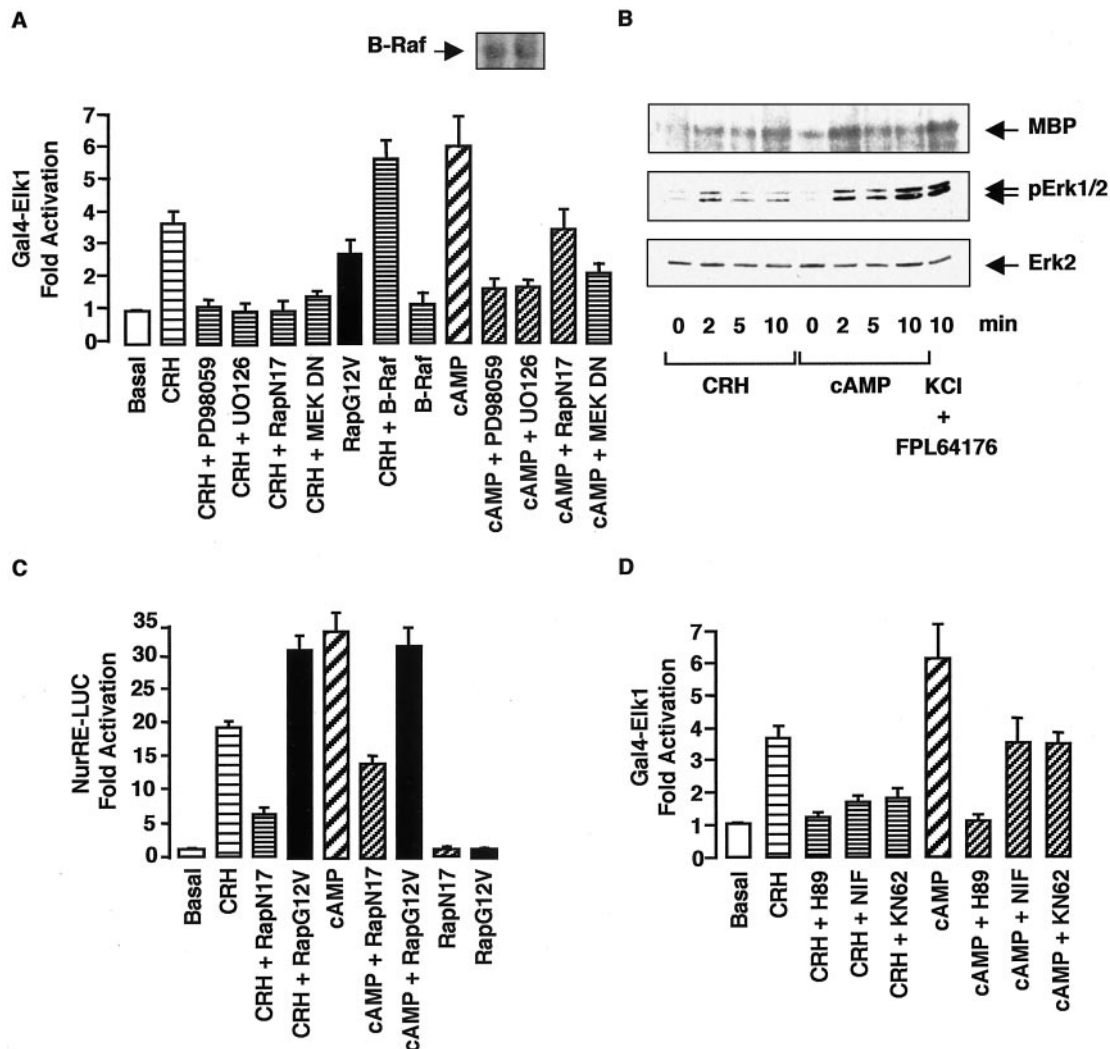 A
B-Raf
Gal4-Elk1
Fold Activation
7
6
5
4
3
2
1
0
Basal
CRH
CRH + PD98059
CRH + UO126
CRH + RapN17
CRH + MEK DN
RapG12V
CRH + B-Raf
B-Raf
cAMP
cAMP + PD98059
cAMP + UO126
cAMP + RapN17
cAMP + MEK DN
B
MBP
pErk1/2
Erk2
0 2 5 10 0 2 5 10 10 min
CRH cAMP KCl
+
FPL64176
C
NurRE-LUC
Fold Activation
35
30
20
15
10
5
0
Basal
CRH
CRH + RapN17
CRH + RapG12V
cAMP
cAMP + RapN17
cAMP + RapG12V
RapN17
RapG12V
D
Gal4-Elk1
Fold Activation
7
6
4
2
1
0
Basal
CRH
CRH + H89
CRH + NIF
CRH + KN62
cAMP
cAMP + H89
cAMP + NIF
cAMP + KN62